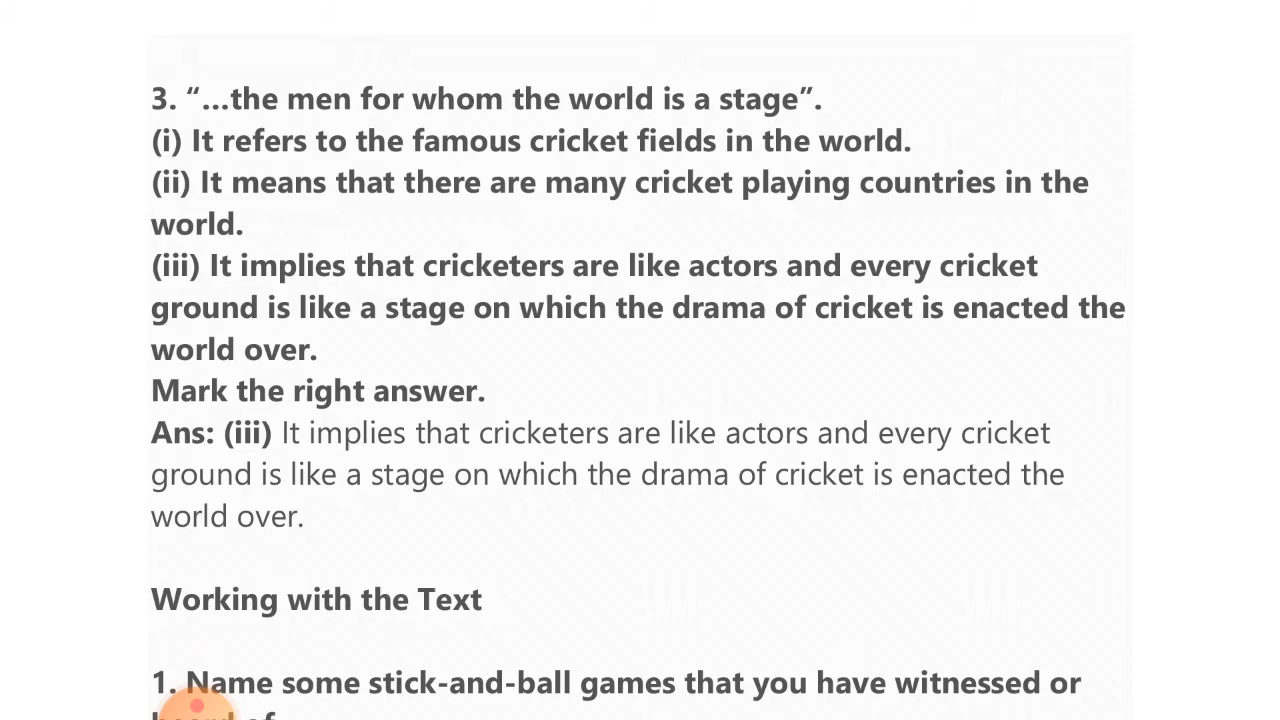 3. “...the men for whom the world is a stage”.
(i) It refers to the famous cricket fields in the world.
(ii) It means that there are many cricket playing countries in the
world.
(iii) It implies that cricketers are like actors and every cricket
ground is like a stage on which the drama of cricket is enacted the
world over.
Mark the right answer.
Ans: (iii) It implies that cricketers are like actors and every cricket
ground is like a stage on which the drama of cricket is enacted the
world over.
Working with the Text
1. Name some stick-and-ball games that you have witnessed or
heard of